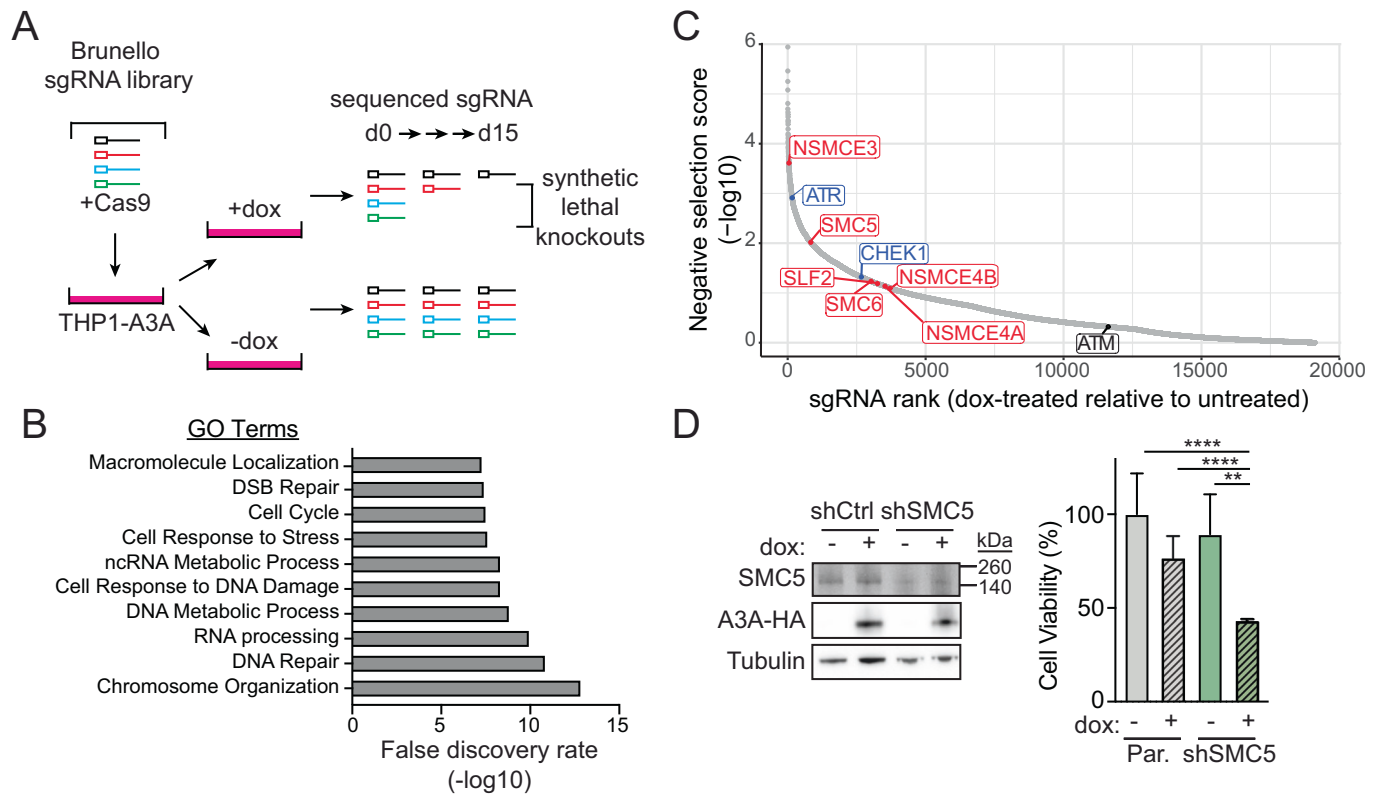 A
Brunello
sgRNA library
+Cas9
THP1-A3A
+dox
-dox
sequenced sgRNA
d0 d15
synthetic
lethal
knockouts
B
GO Terms
Macromolecule Localization
DSB Repair
Cell Cycle
Cell Response to Stress
ncRNA Metabolic Process
Cell Response to DNA Damage
DNA Metabolic Process
RNA processing
DNA Repair
Chromosome Organization
0 5 10 15
False discovery rate
(-log10)
C
Negative selection score
(−log10)
6
4
2
0
NSMCE3
ATR
SMC5
CHEK1
SLF2
NSMCE4B
SMC6
NSMCE4A
ATM
0 5000 10000 15000 20000
sgRNA rank (dox-treated relative to untreated)
D
shCtrl shSMC5
dox: - + - + kDa
SMC5
260
140
A3A-HA
Tubulin
Cell Viability (%)
100
50
0
****
****
**
dox: - + - +
Par. shSMC5